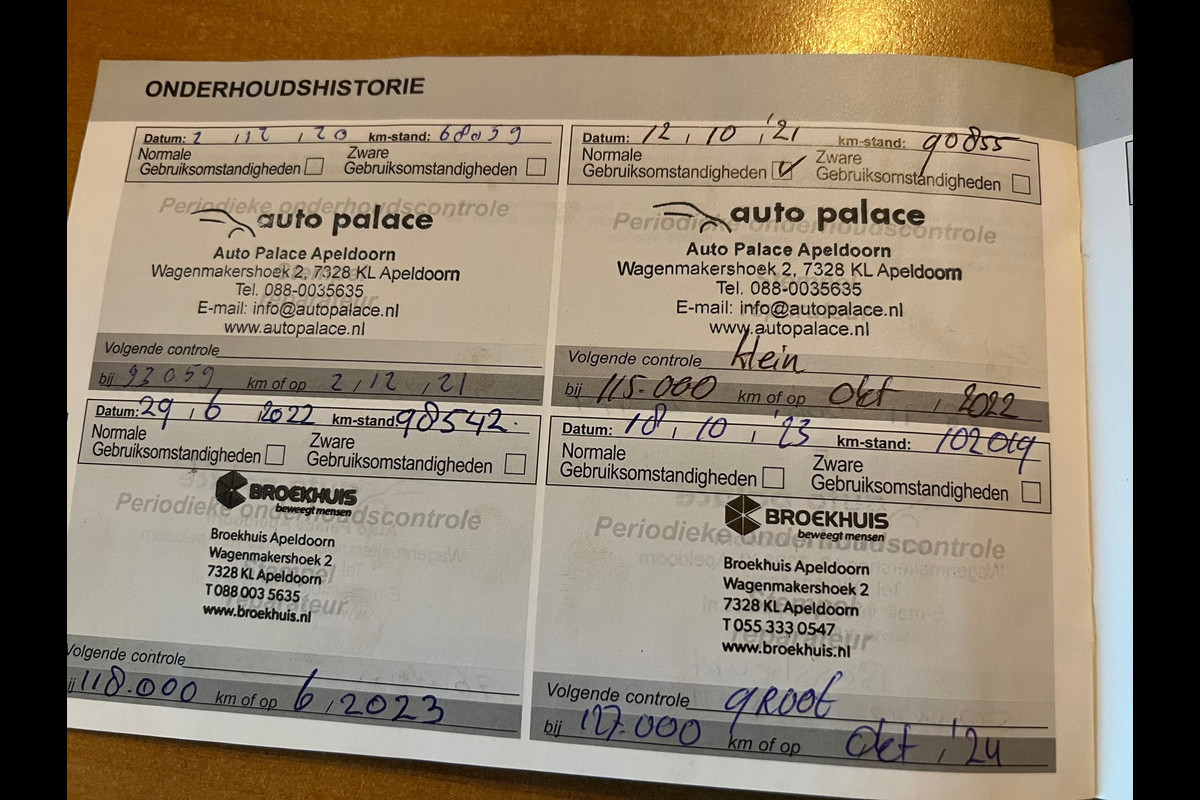 ONDERHOUDSHISTORIE
Datum: 2, 12, 20 km-stand: 68059
Normale Gebruiksomstandigheden Zware Gebruiksomstandigheden
Periodieke onderhoudscontrole
auto palace
Auto Palace Apeldoorn
Wagenmakershoek 2, 7328 KL Apeldoorn
Tel. 088-0035635
E-mail: info@autopalace.nl
www.autopalace.nl
Volgende controle
bij 93059 km of op 2, 12, 21
Datum: 12, 10, '21 km-stand: 90855
Normale Gebruiksomstandigheden Zware Gebruiksomstandigheden
Periodieke onderhoudscontrole
auto palace
Auto Palace Apeldoorn
Wagenmakershoek 2, 7328 KL Apeldoorn
Tel. 088-0035635
E-mail: info@autopalace.nl
www.autopalace.nl
Volgende controle klein
bij 115.000 km of op okt, 2022
Datum: 29, 6, 2022 km-stand: 98542.
Normale Gebruiksomstandigheden Zware Gebruiksomstandigheden
BROEKHUIS
beweegt mensen
Periodieke onderhoudscontrole
Broekhuis Apeldoorn
Wagenmakershoek 2
7328 KL Apeldoorn
Stempel
T 088 003 5635
reparateur
www.broekhuis.nl
Volgende controle
bij 118.000 km of op 6, 2023
Datum: 18, 10, '23 km-stand: 102019
Normale Gebruiksomstandigheden Zware Gebruiksomstandigheden
BROEKHUIS
beweegt mensen
Periodieke onderhoudscontrole
Broekhuis Apeldoorn
Wagenmakershoek 2
7328 KL Apeldoorn
Stempel
T 055 333 0547
reparateur
www.broekhuis.nl
Volgende controle groot
bij 127.000 km of op okt, '24